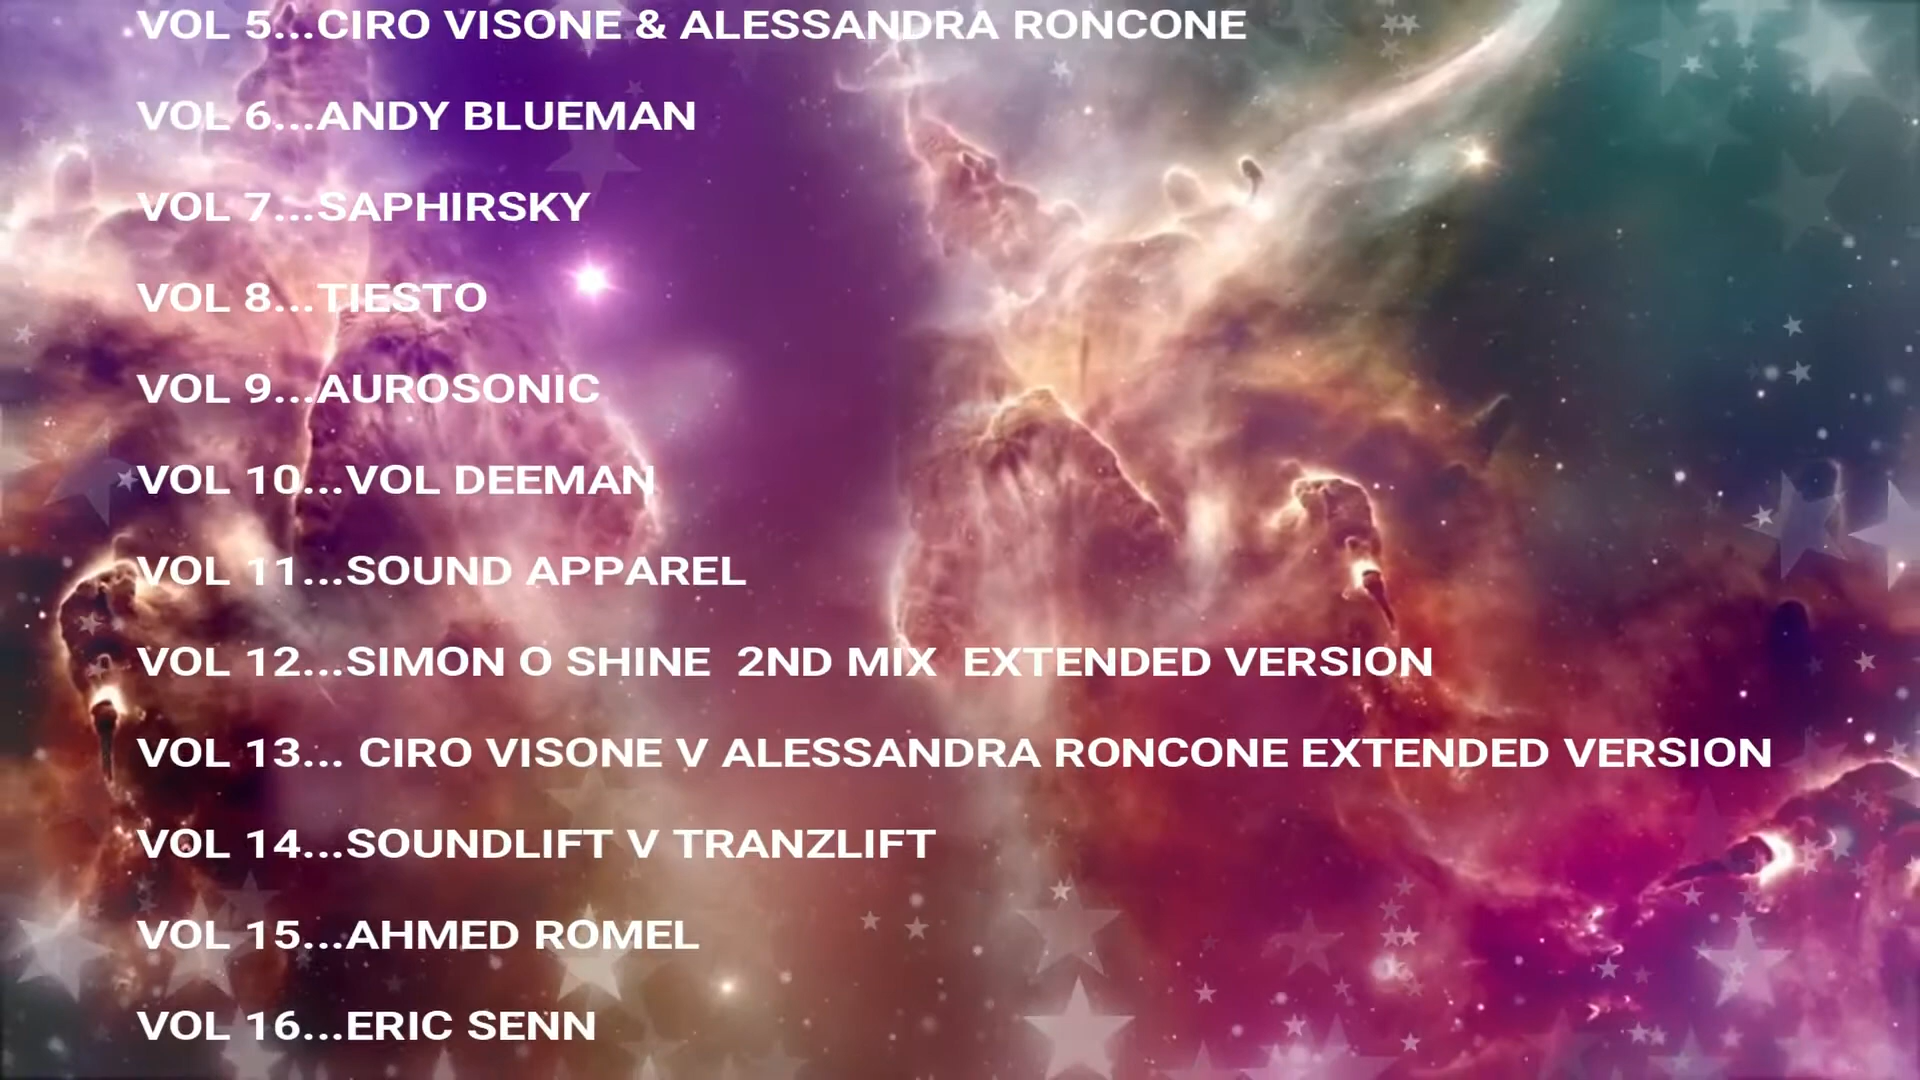 VOL 5...CIRO VISONE & ALESSANDRA RONCONE
VOL 6...ANDY BLUEMAN
VOL 7...SAPHIRSKY
VOL 8...TIESTO
VOL 9...AUROSONIC
VOL 10...VOL DEEMAN
VOL 11...SOUND APPAREL
VOL 12...SIMON O SHINE  2ND MIX  EXTENDED VERSION
VOL 13... CIRO VISONE V ALESSANDRA RONCONE EXTENDED VERSION
VOL 14...SOUNDLIFT V TRANZLIFT
VOL 15...AHMED ROMEL
VOL 16...ERIC SENN